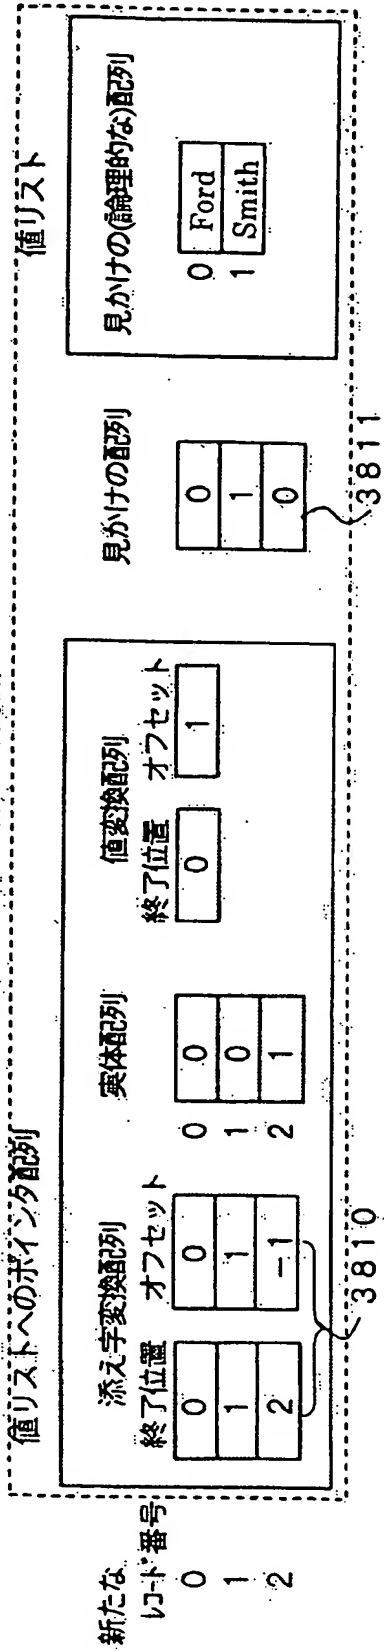 新たな
レコード番号
0
1
2
値リストへのポインタ配列
添え字変換配列
終了位置 オフセット
0 0
1 1
2 -1
3810
実体配列
0 0
1 0
2 1
値変換配列
終了位置 オフセット
0 1
見かけの配列
0
1
0
3811
値リスト
見かけの(論理的な)配列
0 Ford
1 Smith